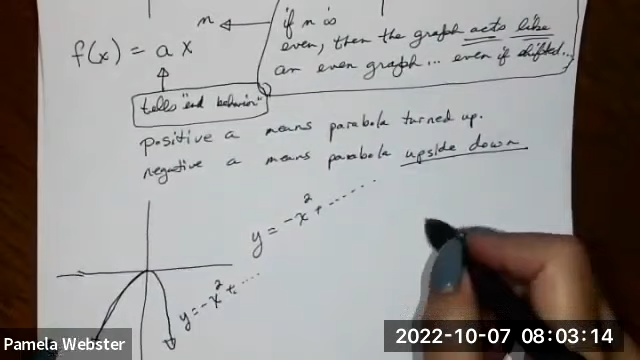 if n is
even, then the graph acts like
an even graph... even if shifted...
n
f(x) = a x
tells "end behavior"
positive a means parabola turned up.
negative a means parabola upside down
y = -x² + ......
y = -x² + ....
Pamela Webster
2022-10-07 08:03:14